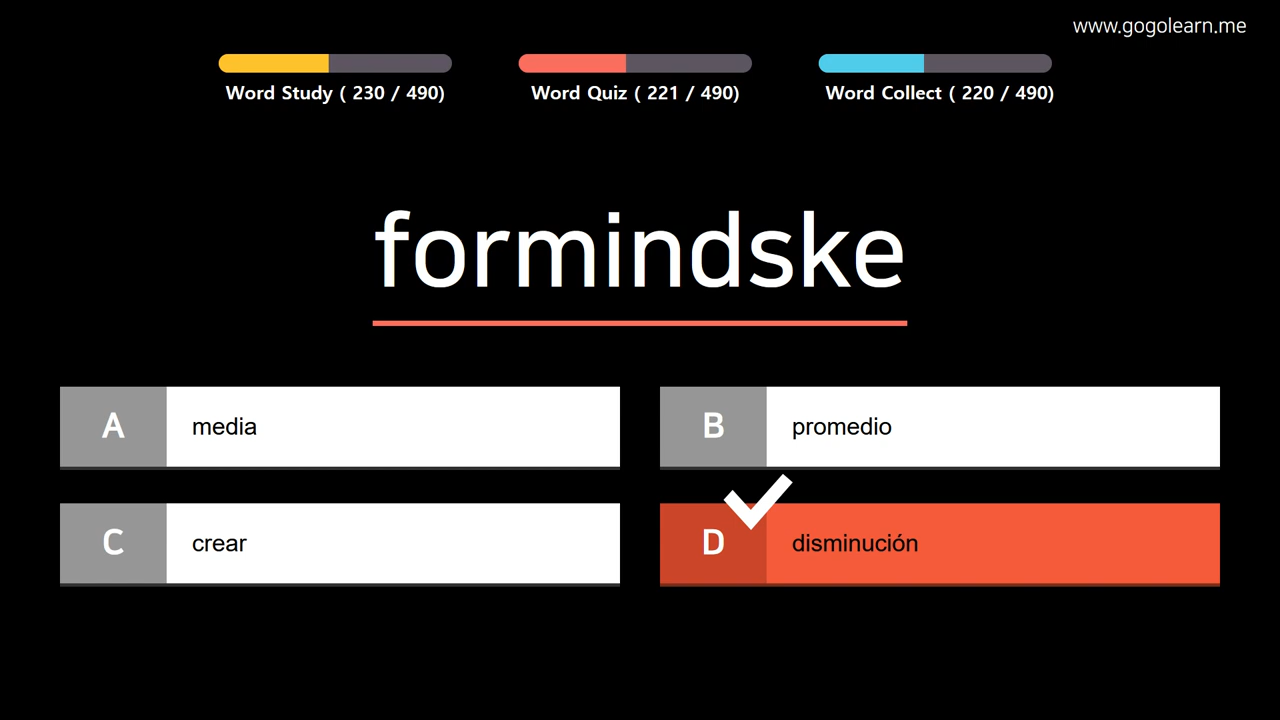 www.gogolearn.me
Word Study ( 230 / 490)
Word Quiz ( 221 / 490)
Word Collect ( 220 / 490)
formindske
A media
B promedio
C crear
D disminución